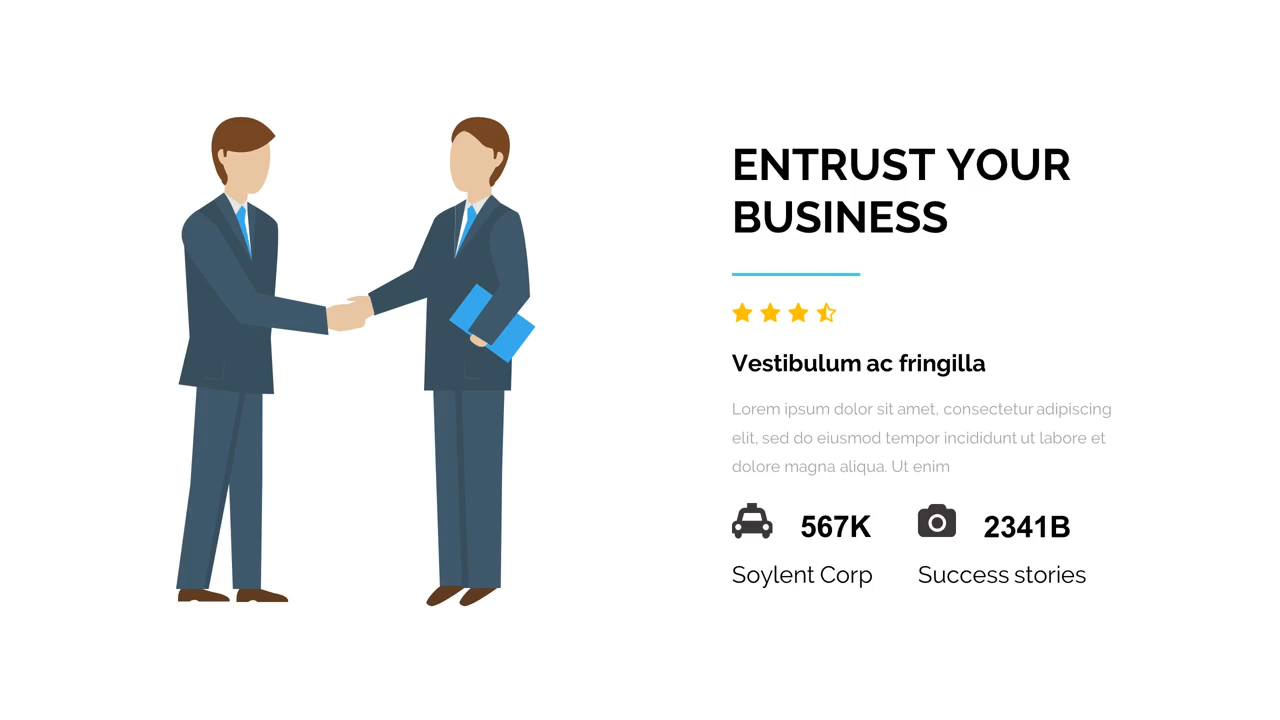 ENTRUST YOUR
BUSINESS
Vestibulum ac fringilla
Lorem ipsum dolor sit amet, consectetur adipiscing
elit, sed do eiusmod tempor incididunt ut labore et
dolore magna aliqua. Ut enim
567K
2341B
Soylent Corp
Success stories